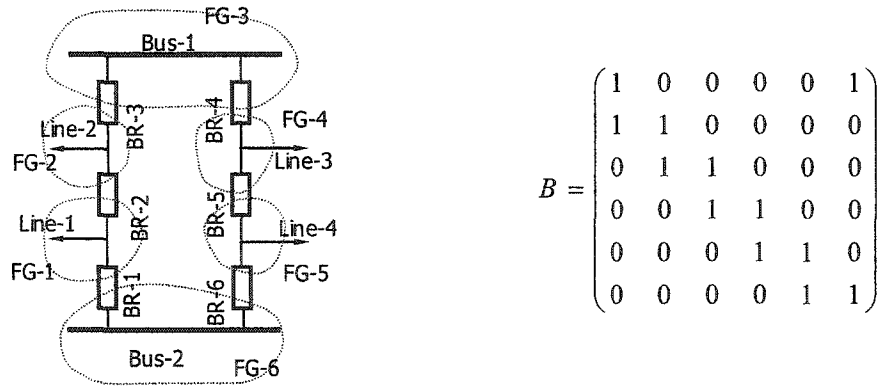 FG-3
Bus-1
BR-3
BR-4
Line-2
FG-4
FG-2
Line-3
BR-2
BR-5
Line-1
Line-4
FG-1
FG-5
BR-1
BR-6
Bus-2
FG-6
B =
1 0 0 0 0 1
1 1 0 0 0 0
0 1 1 0 0 0
0 0 1 1 0 0
0 0 0 1 1 0
0 0 0 0 1 1